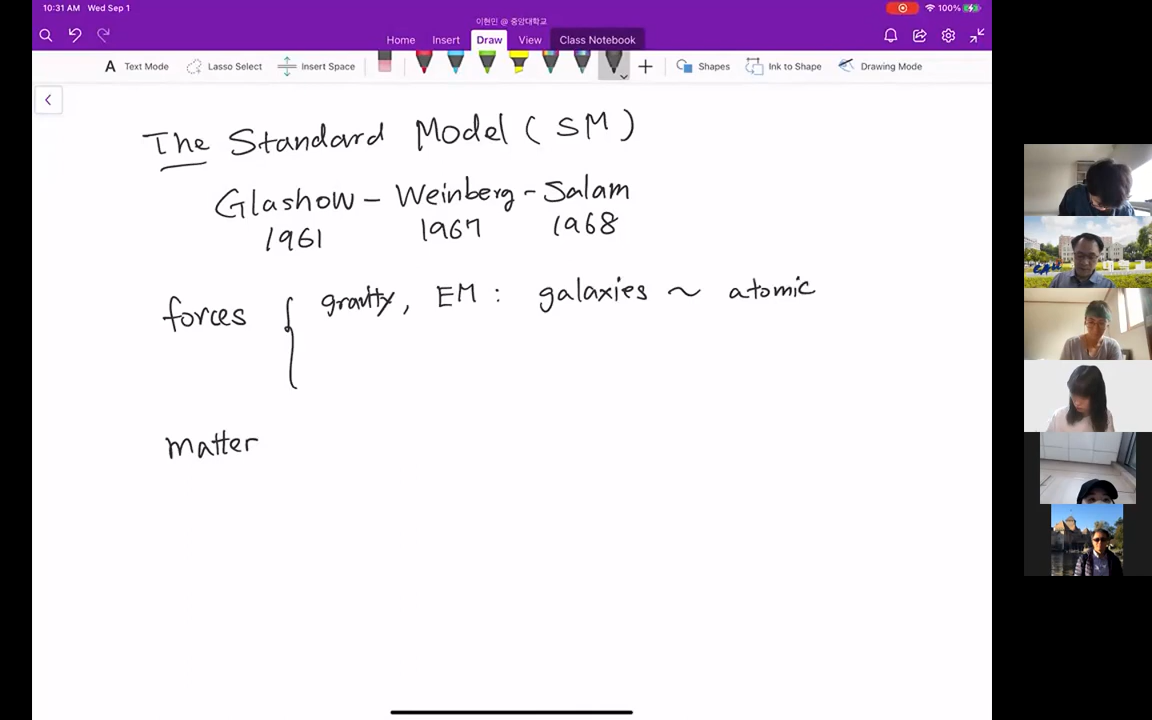 10:31 AM Wed Sep 1
100%
이현민 @ 중앙대학교
Home Insert Draw View Class Notebook
Text Mode Lasso Select Insert Space Shapes Ink to Shape Drawing Mode
The Standard Model (SM)
Glashow - Weinberg - Salam
1961 1967 1968
forces { gravity, EM : galaxies ~ atomic
matter